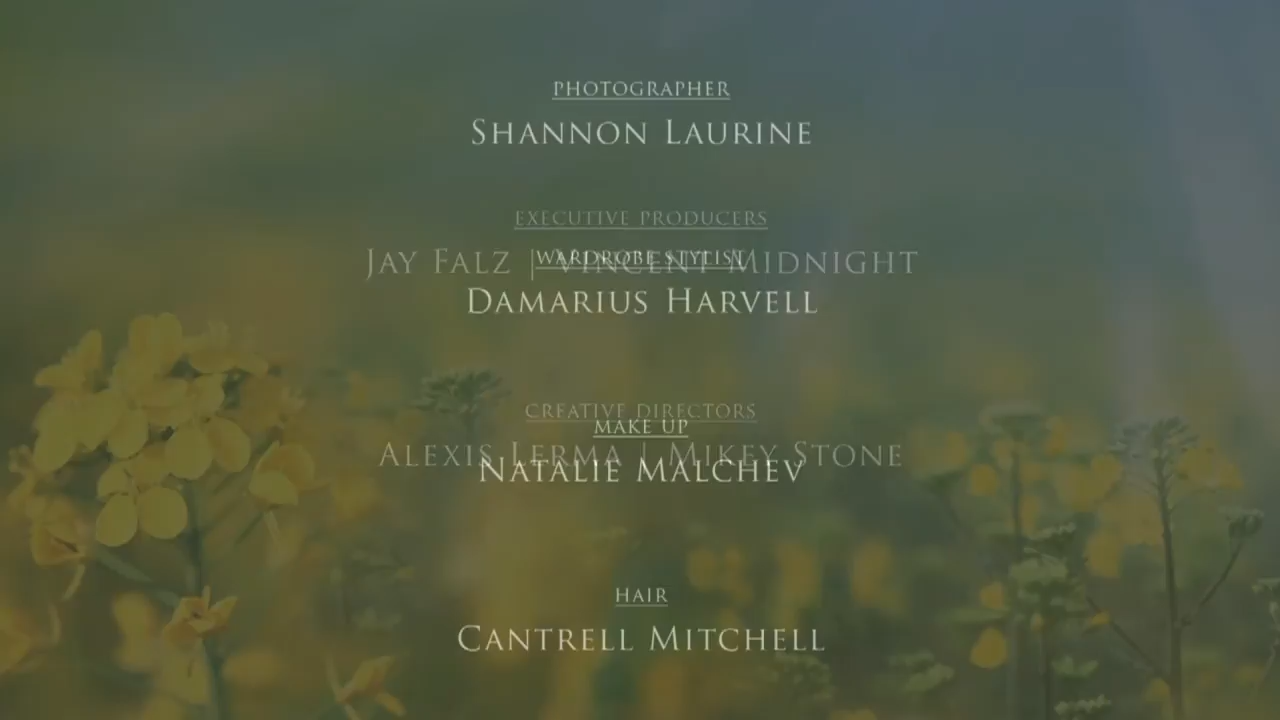 PHOTOGRAPHER
SHANNON LAURINE
EXECUTIVE PRODUCERS
JAY FALZ | VINCENT MIDNIGHT
WARDROBE STYLIST
DAMARIUS HARVELL
CREATIVE DIRECTORS
ALEXIS LERMA | MIKEY STONE
MAKE UP
NATALIE MALCHEV
HAIR
CANTRELL MITCHELL